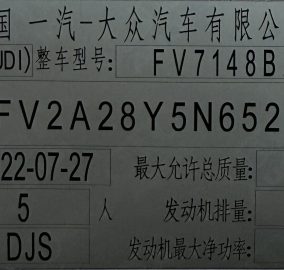 国 一汽-大众汽车有限公
UDI) 整车型号: FV7148B
FV2A28Y5N652
22-07-27 最大允许总质量:
5 人 发动机排量:
DJS 发动机最大净功率: